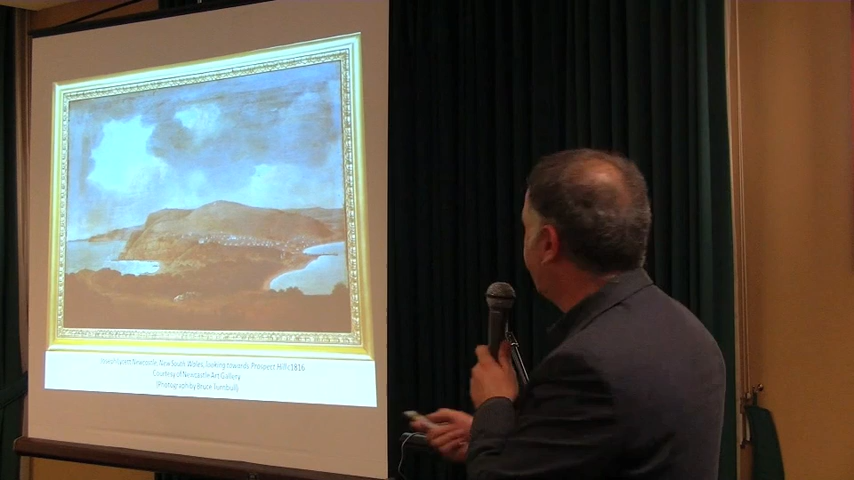 Joseph Lycett Newcastle, New South Wales, looking towards Prospect Hill c1816
Courtesy of Newcastle Art Gallery
(Photograph by Bruce Turnbull)